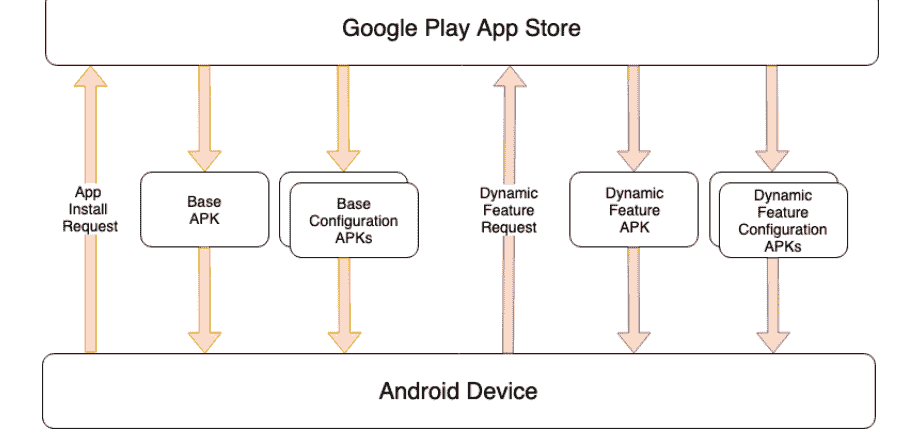 Google Play App Store
App
Install
Request
Base
APK
Base
Configuration
APKs
Dynamic
Feature
Request
Dynamic
Feature
APK
Dynamic
Feature
Configuration
APKs
Android Device